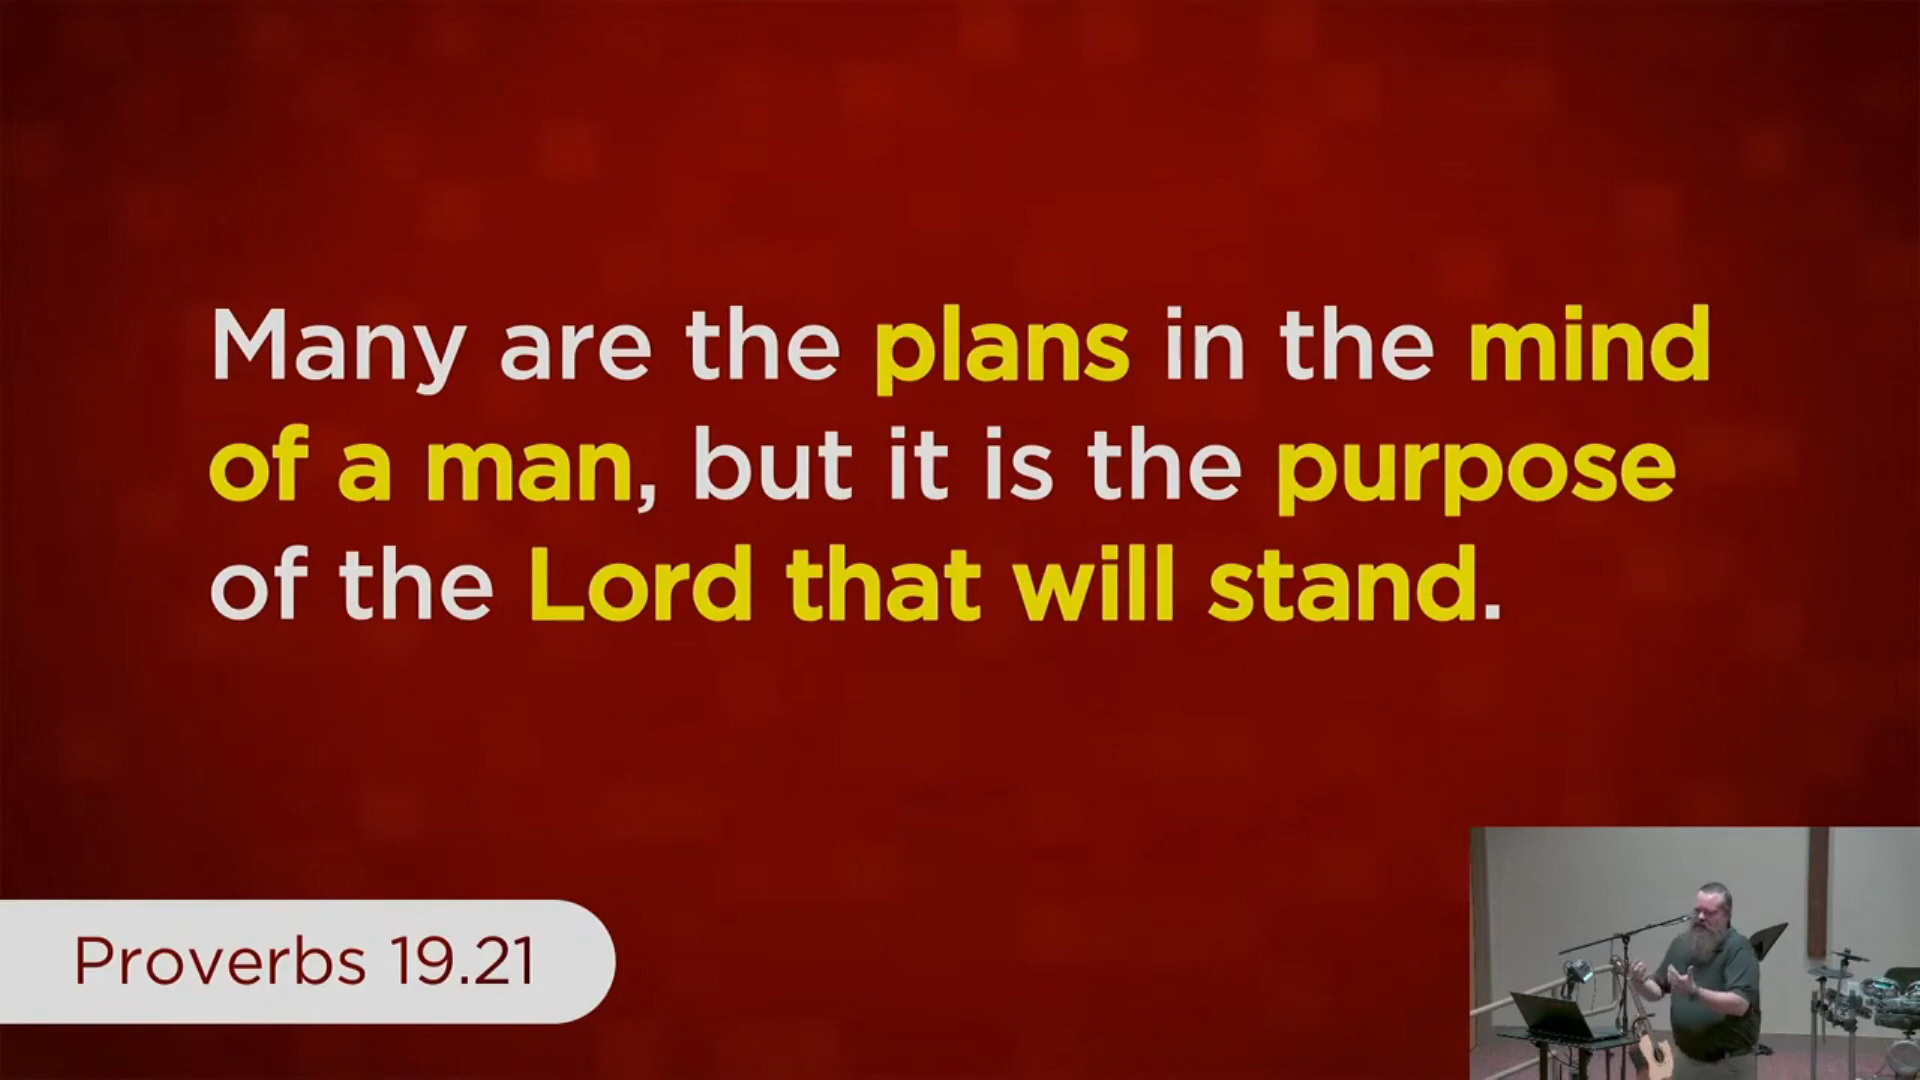 Many are the plans in the mind
of a man, but it is the purpose
of the Lord that will stand.
Proverbs 19.21